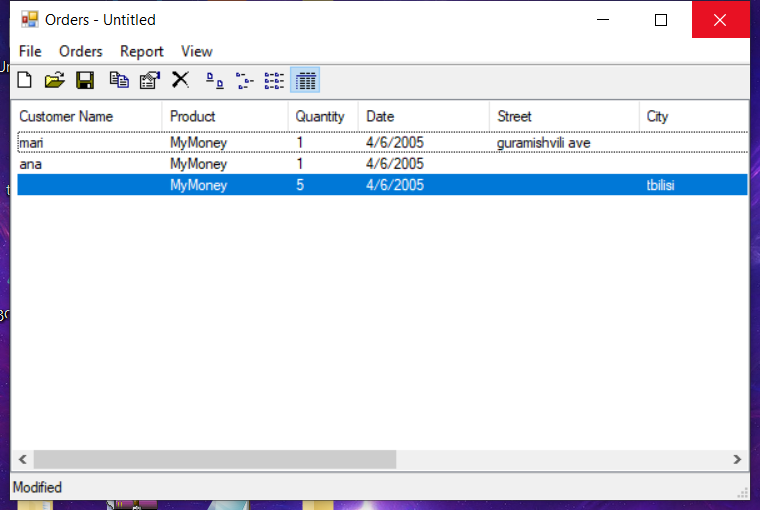 Orders - Untitled
File Orders Report View
Customer Name Product Quantity Date Street City
mari MyMoney 1 4/6/2005 guramishvili ave
ana MyMoney 1 4/6/2005
MyMoney 5 4/6/2005 tbilisi
Modified